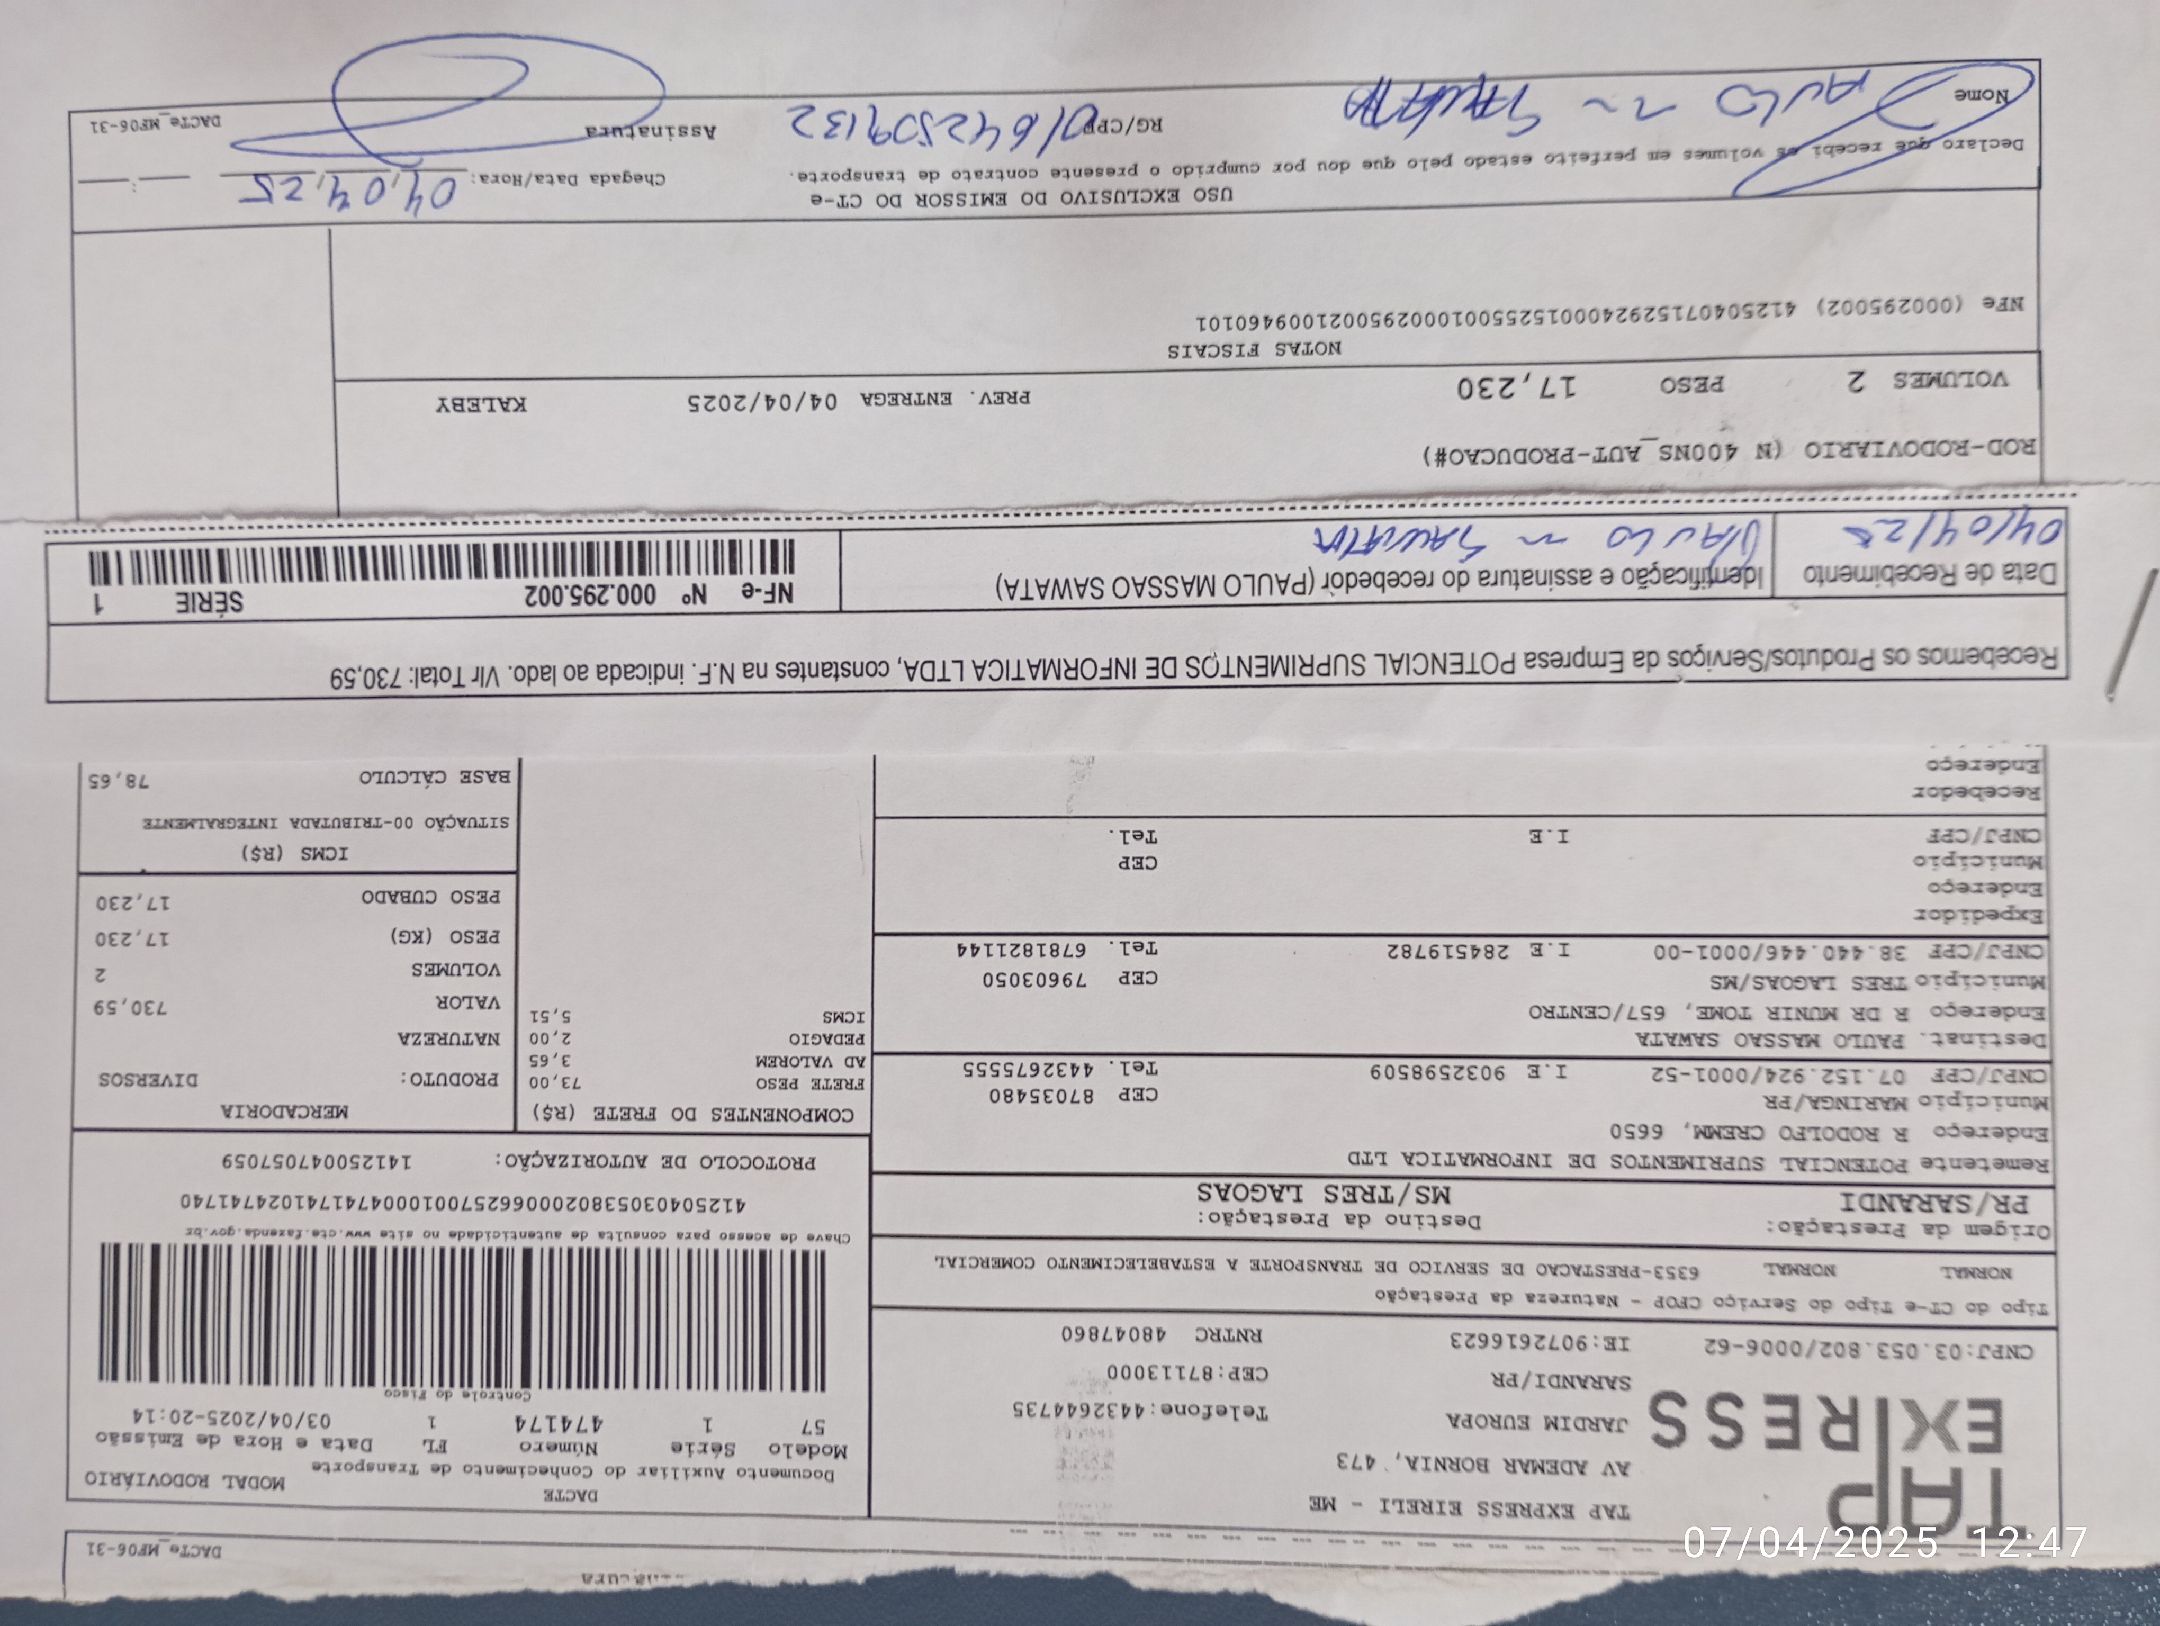 DACTe_MF06-31
TAP
EXPRESS
TAP EXPRESS EIRELI - ME
AV ADEMAR BORNIA, 473
JARDIM EUROPA
Telefone:4432644735
SARANDI/PR
CEP:87113000
CNPJ:03.053.802/0006-62 IE:9072616623 RNTRC 48047860
DACTE
Documento Auxiliar do Conhecimento de Transporte
MODAL RODOVIÁRIO
Modelo Série Número FL Data e Hora de Emissão
57 1 474174 1 03/04/2025-20:14
Controle do Fisco
Chave de acesso para consulta de autenticidade no site www.cte.fazenda.gov.br
41250403053802000662570010004741741024741740
PROTOCOLO DE AUTORIZAÇÃO: 141250047057059
Tipo do CT-e Tipo do Serviço CFOP - Natureza da Prestação
NORMAL NORMAL 6353-PRESTACAO DE SERVICO DE TRANSPORTE A ESTABELECIMENTO COMERCIAL
Origem da Prestação: Destino da Prestação:
PR/SARANDI MS/TRES LAGOAS
Remetente POTENCIAL SUPRIMENTOS DE INFORMATICA LTD
Endereço R RODOLFO CREMM, 6650
Município MARINGA/PR CEP 87035480
CNPJ/CPF 07.152.924/0001-52 I.E 9032598509 Tel. 4432675555
Destinat. PAULO MASSAO SAWATA
Endereço R DR MUNIR TOME, 657/CENTRO
Município TRES LAGOAS/MS CEP 79603050
CNPJ/CPF 38.440.446/0001-00 I.E 284519782 Tel. 6781821144
Expedidor
Endereço
Município CEP
CNPJ/CPF I.E Tel.
Recebedor
Endereço
COMPONENTES DO FRETE (R$)
FRETE PESO 73,00
AD VALOREM 3,65
PEDAGIO 2,00
ICMS 5,51
MERCADORIA
PRODUTO: DIVERSOS
NATUREZA
VALOR 730,59
VOLUMES 2
PESO (KG) 17,230
PESO CUBADO 17,230
ICMS (R$)
SITUAÇÃO 00-TRIBUTADA INTEGRALMENTE
BASE CÁLCULO 78,65
Recebemos os Produtos/Serviços da Empresa POTENCIAL SUPRIMENTOS DE INFORMATICA LTDA, constantes na N.F. indicada ao lado. Vlr Total: 730,59
Data de Recebimento
04/04/25
Identificação e assinatura do recebedor (PAULO MASSAO SAWATA)
PAULO m SAWATA
NF-e Nº 000.295.002 SÉRIE 1
ROD-RODOVIARIO (N 400NS_AUT-PRODUCAO#)
VOLUMES 2 PESO 17,230 PREV. ENTREGA 04/04/2025 KALEBY
NOTAS FISCAIS
NFe (000295002) 41250407152924000152550010002950021009460101
USO EXCLUSIVO DO EMISSOR DO CT-e
Declaro que recebi os volumes em perfeito estado pelo que dou por cumprido o presente contrato de transporte.
Chegada Data/Hora: 04,04,25 __:__
Nome PAULO m SAWATA RG/CPF 01642509132 Assinatura
DACTe_MF06-31
07/04/2025 12:47